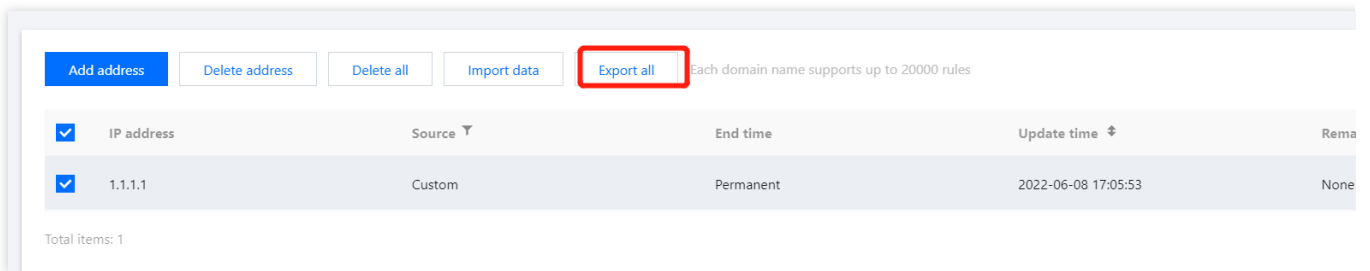 Add address Delete address Delete all Import data Export all Each domain name supports up to 20000 rules
IP address Source End time Update time Rema
1.1.1.1 Custom Permanent 2022-06-08 17:05:53 None
Total items: 1